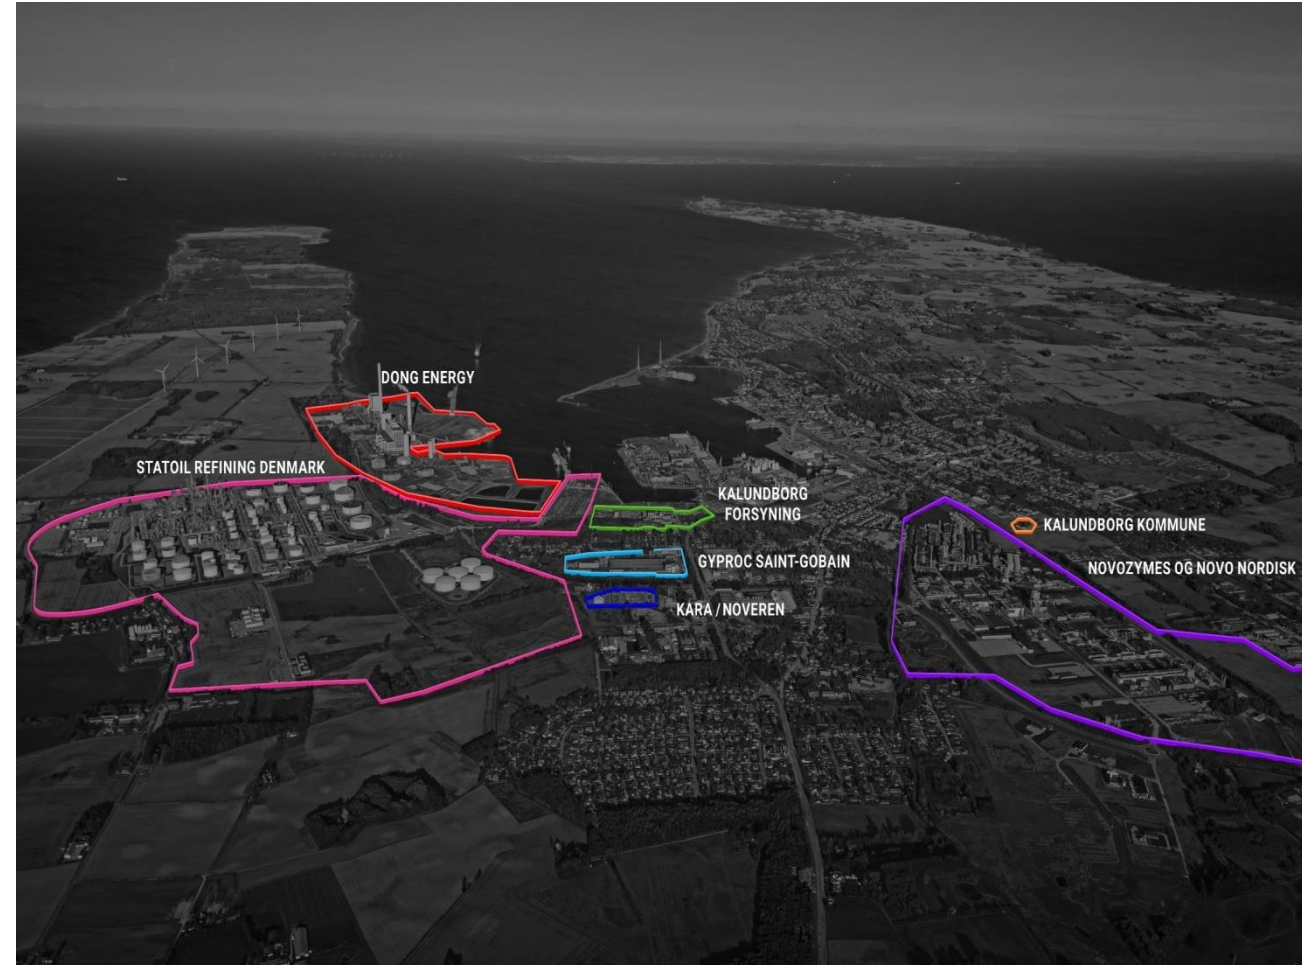 DONG ENERGY
STATOIL REFINING DENMARK
KALUNDBORG
FORSYNING
KALUNDBORG KOMMUNE
GYPROC SAINT-GOBAIN
NOVOZYMES OG NOVO NORDISK
KARA / NOVEREN